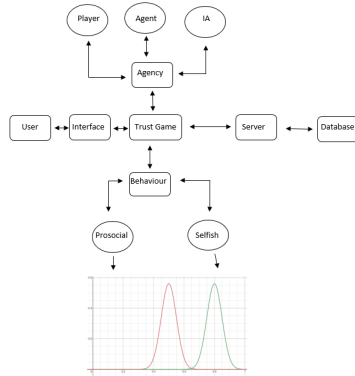 Player
Agent
IA
Agency
User
Interface
Trust Game
Server
Database
Behaviour
Prosocial
Selfish